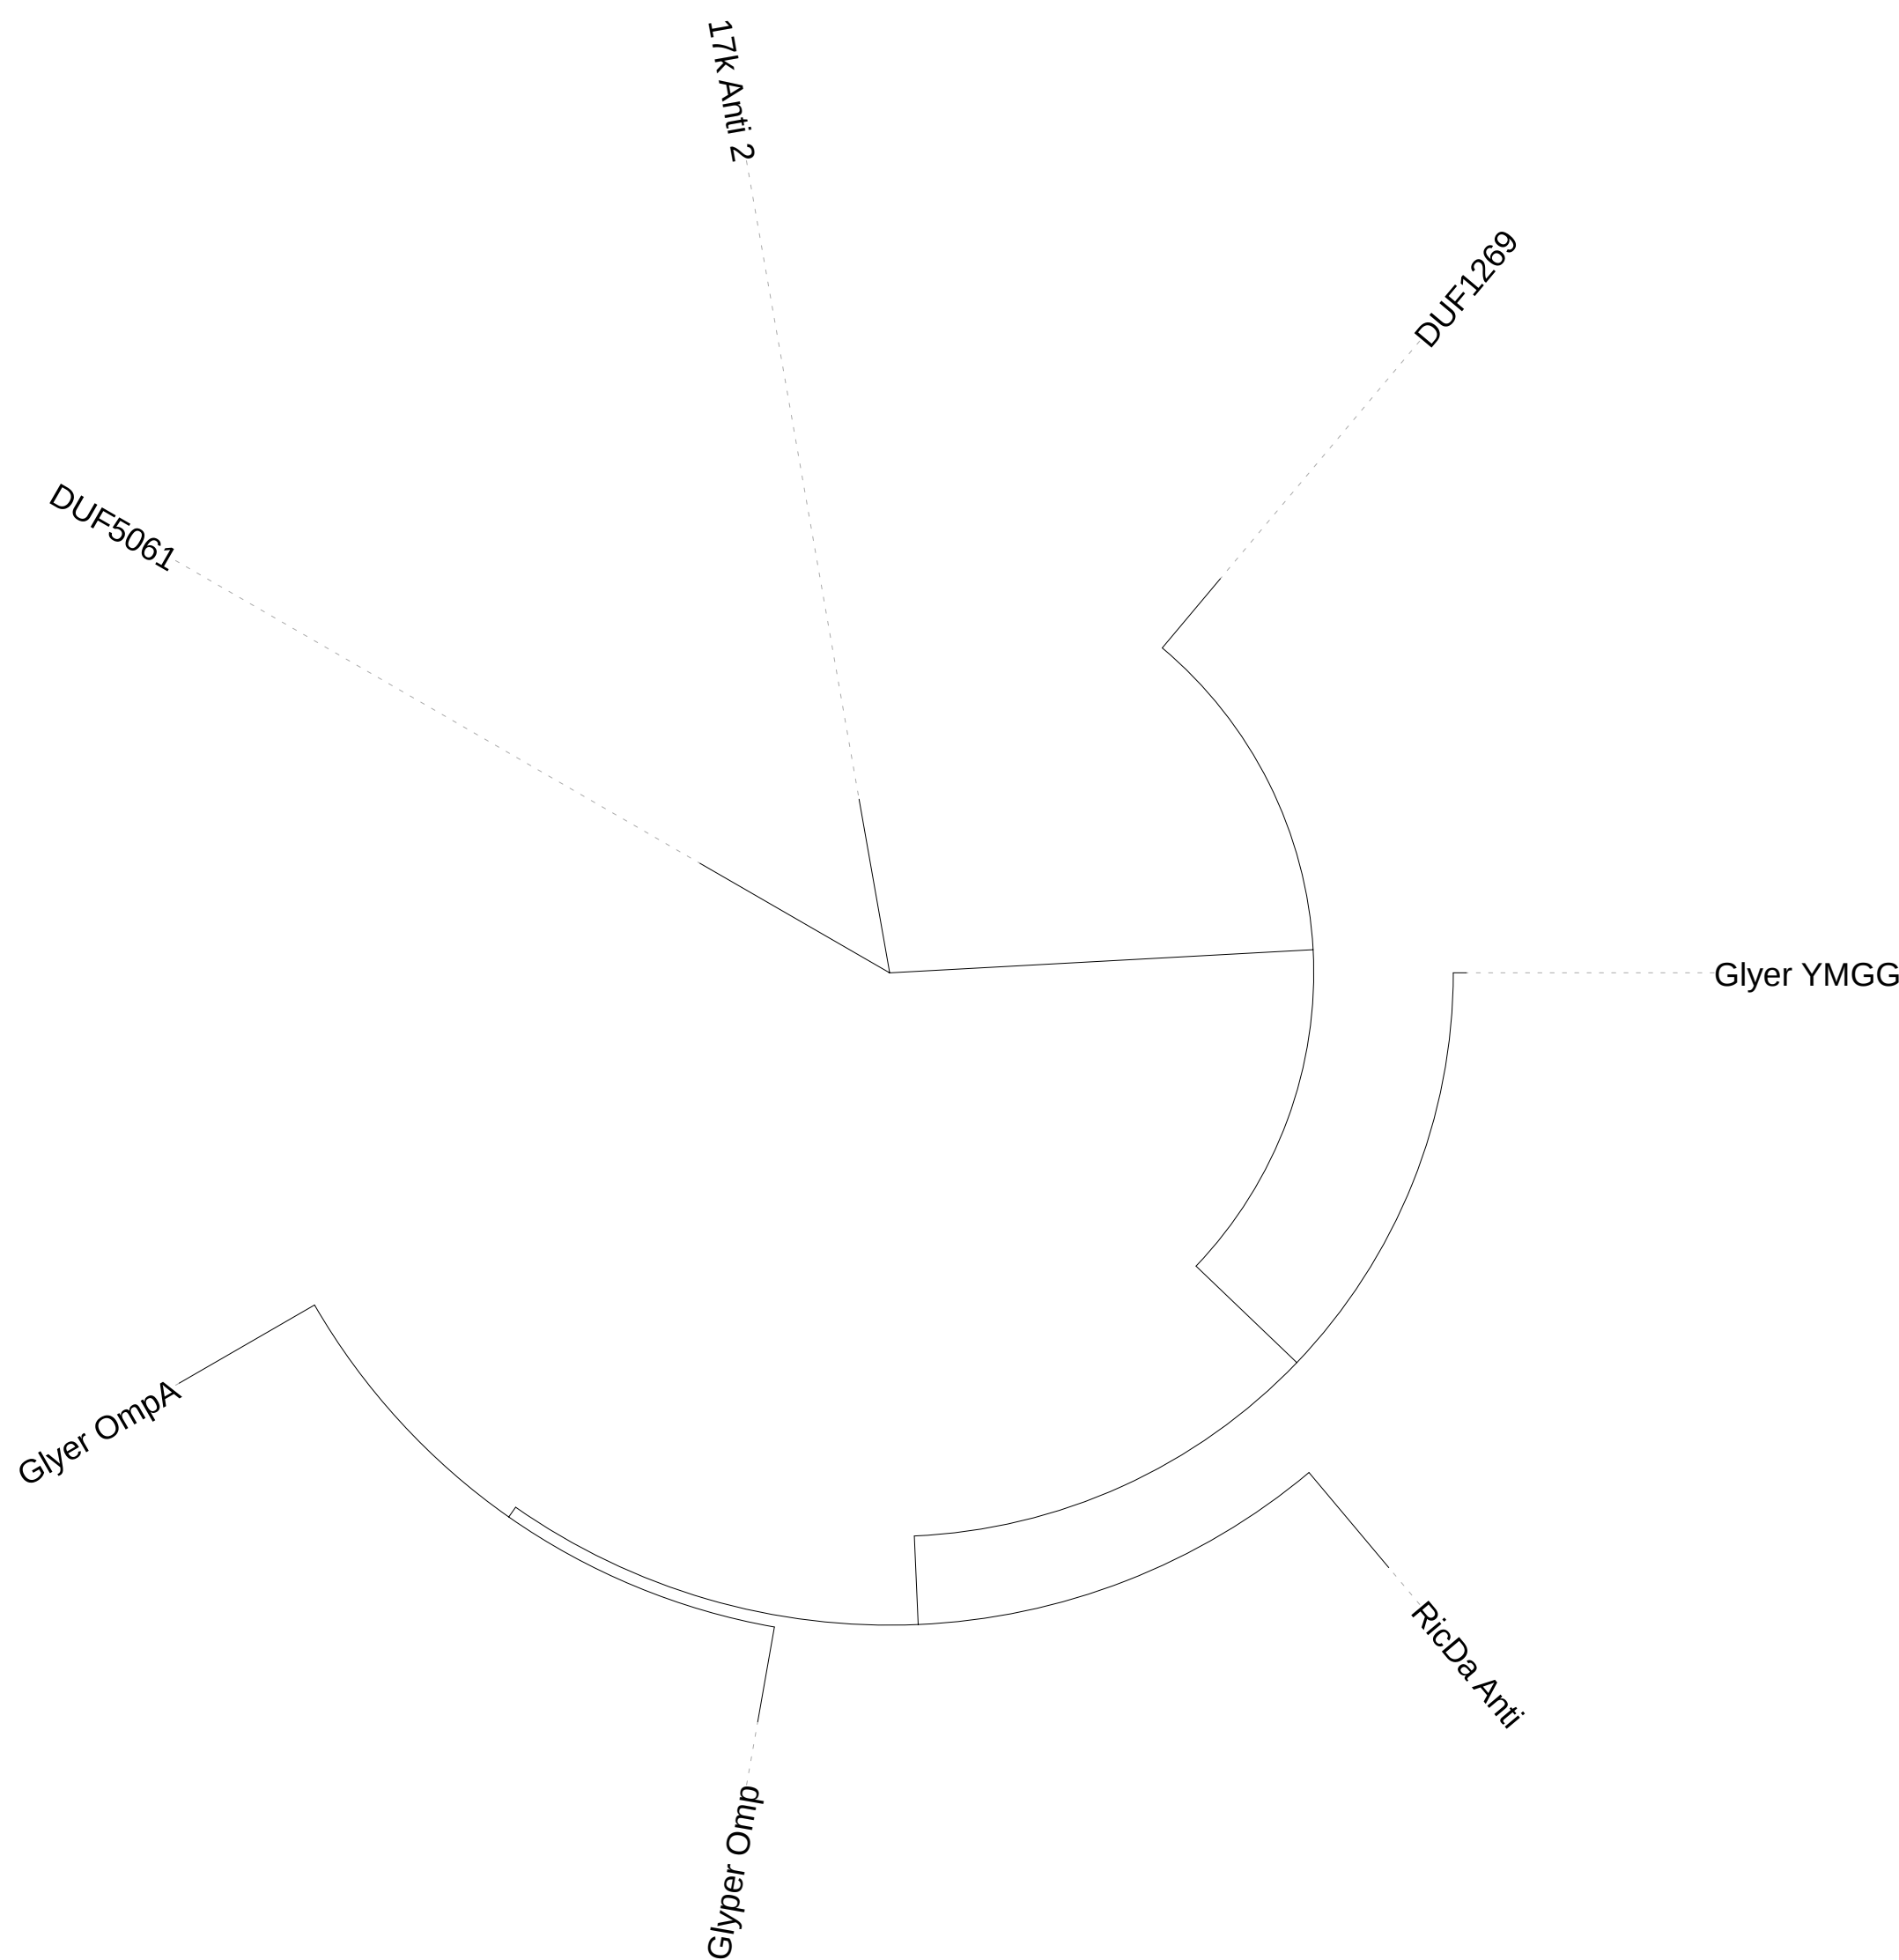 17k Anti 2
DUF1269
DUF5061
Glyer YMGG
Glyer OmpA
RicDa Anti
Glyper Omp